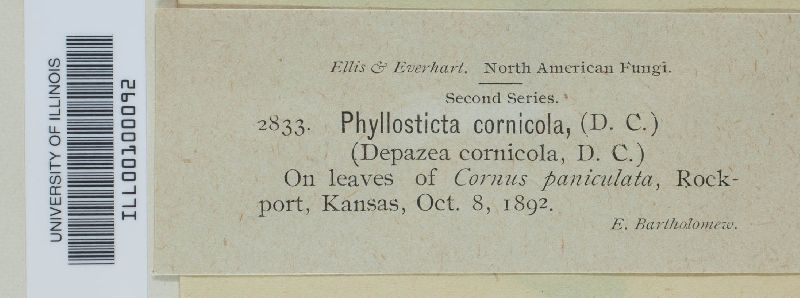 UNIVERSITY OF ILLINOIS
ILL00100092
Ellis & Everhart. North American Fungi.
Second Series.
2833. Phyllosticta cornicola, (D. C.)
(Depazea cornicola, D. C.)
On leaves of Cornus paniculata, Rock-
port, Kansas, Oct. 8, 1892.
E. Bartholomew.